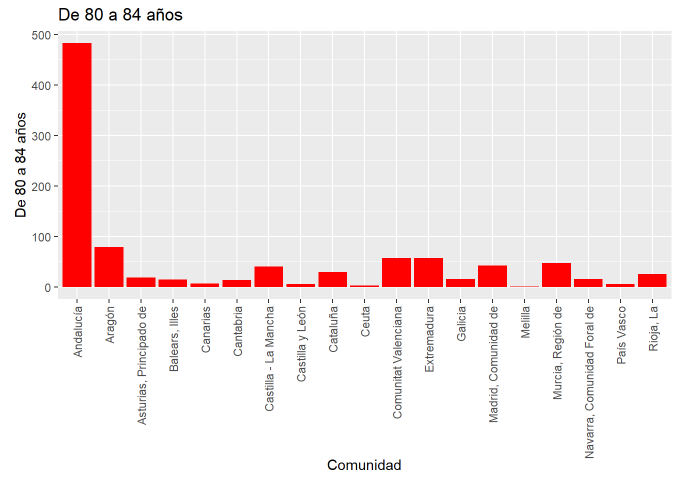 De 80 a 84 años
De 80 a 84 años
500
400
300
200
100
0
Andalucía
Aragón
Asturias, Principado de
Balears, Illes
Canarias
Cantabria
Castilla - La Mancha
Castilla y León
Cataluña
Ceuta
Comunitat Valenciana
Extremadura
Galicia
Madrid, Comunidad de
Melilla
Murcia, Región de
Navarra, Comunidad Foral de
País Vasco
Rioja, La
Comunidad